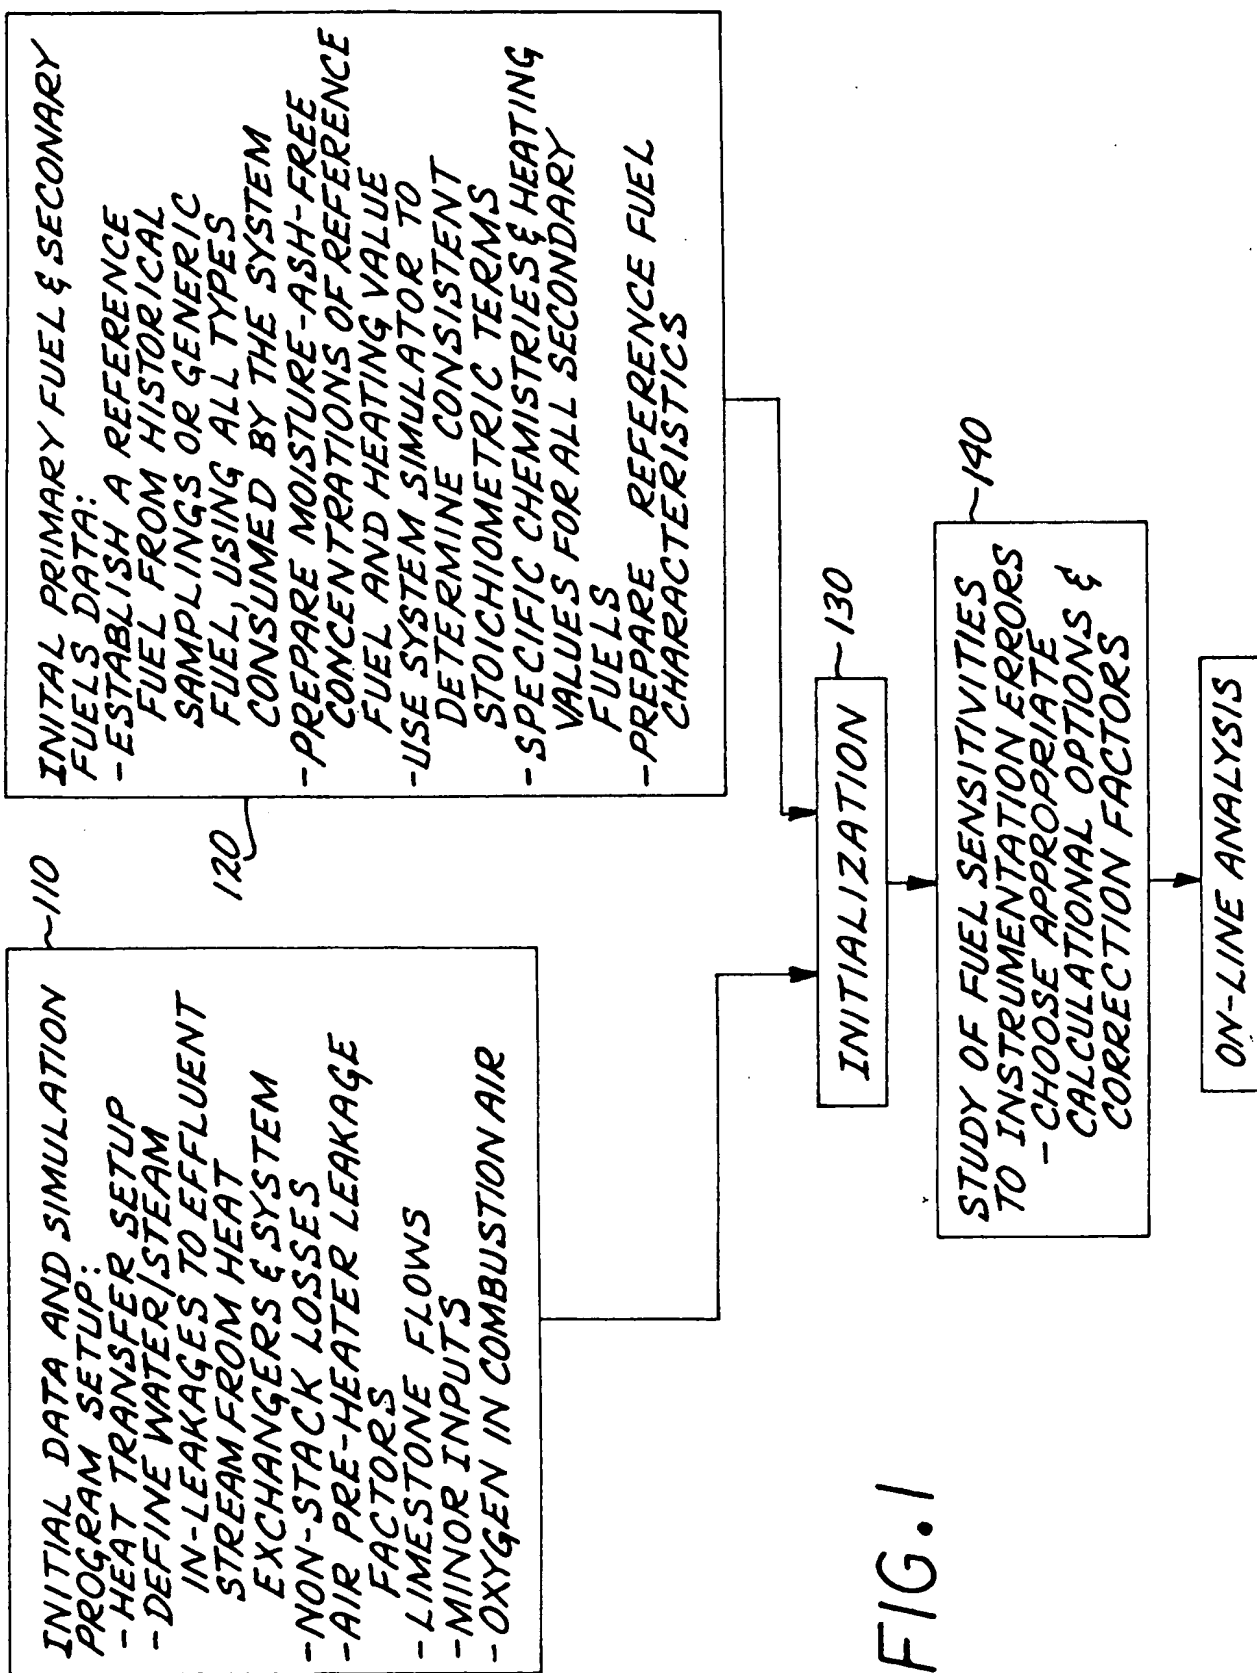 INITIAL DATA AND SIMULATION
PROGRAM SETUP:
-HEAT TRANSFER SETUP
-DEFINE WATER/STEAM
IN-LEAKAGES TO EFFLUENT
STREAM FROM HEAT
EXCHANGERS & SYSTEM
-NON-STACK LOSSES
-AIR PRE-HEATER LEAKAGE
FACTORS
-LIMESTONE FLOWS
-MINOR INPUTS
-OXYGEN IN COMBUSTION AIR
110
INITAL PRIMARY FUEL & SECONARY
FUELS DATA:
-ESTABLISH A REFERENCE
FUEL FROM HISTORICAL
SAMPLINGS OR GENERIC
FUEL, USING ALL TYPES
CONSUMED BY THE SYSTEM
-PREPARE MOISTURE-ASH-FREE
CONCENTRATIONS OF REFERENCE
FUEL AND HEATING VALUE
-USE SYSTEM SIMULATOR TO
DETERMINE CONSISTENT
STOICHIOMETRIC TERMS
-SPECIFIC CHEMISTRIES & HEATING
VALUES FOR ALL SECONDARY
FUELS
-PREPARE REFERENCE FUEL
CHARACTERISTICS
120
INITIALIZATION
130
STUDY OF FUEL SENSITIVITIES
TO INSTRUMENTATION ERRORS
-CHOOSE APPROPRIATE
CALCULATIONAL OPTIONS &
CORRECTION FACTORS
140
ON-LINE ANALYSIS
FIG. 1